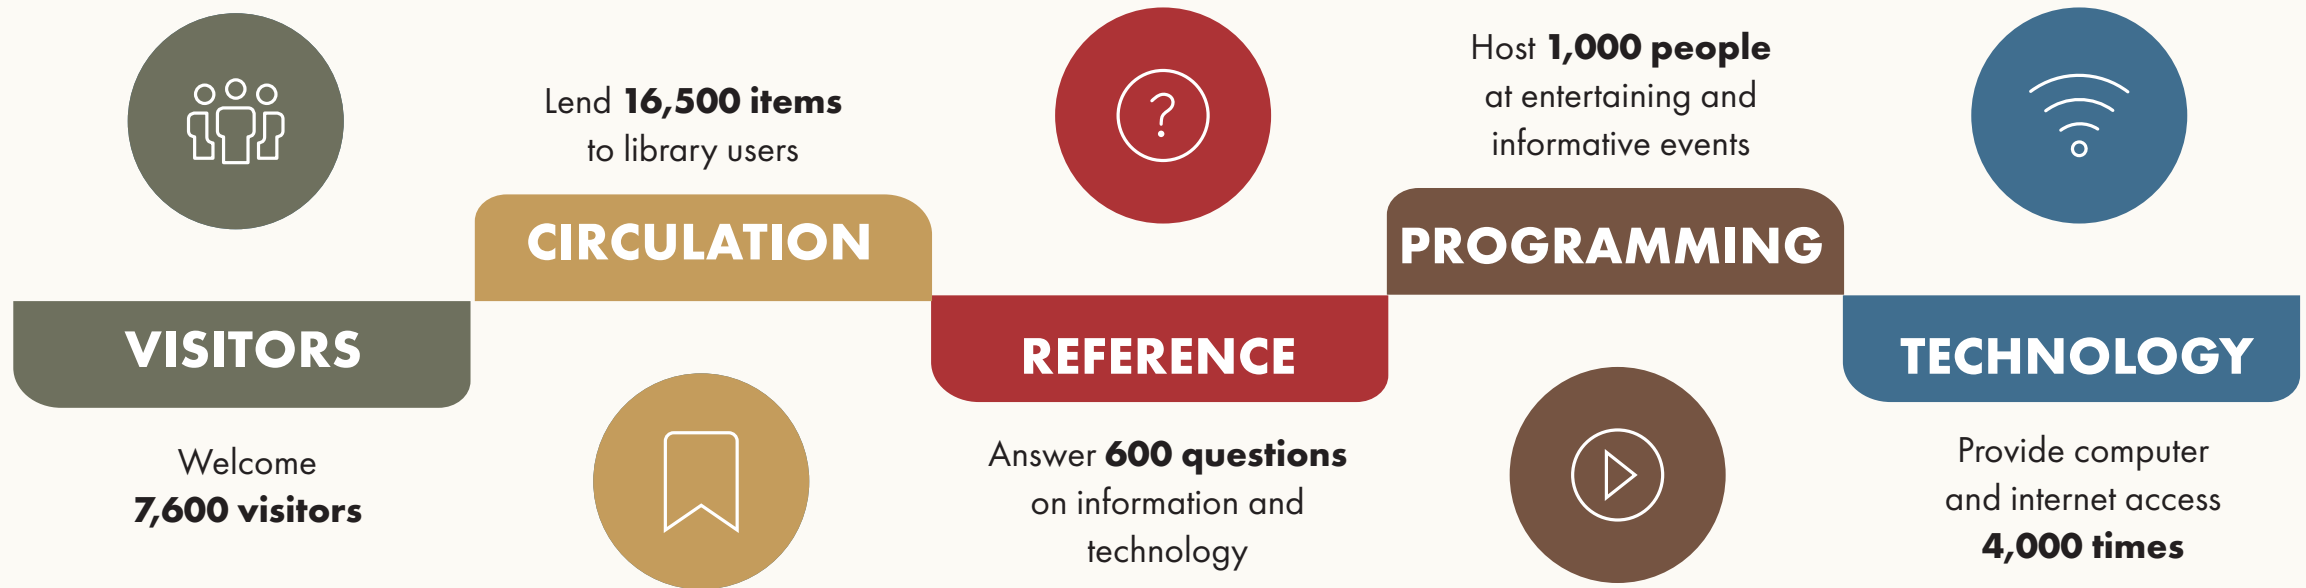 VISITORS
Welcome
7,600 visitors
Lend 16,500 items
to library users
CIRCULATION
REFERENCE
Answer 600 questions
on information and
technology
Host 1,000 people
at entertaining and
informative events
PROGRAMMING
TECHNOLOGY
Provide computer
and internet access
4,000 times